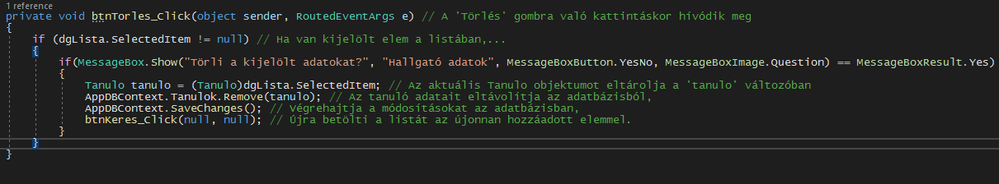 1 reference
private void btnTorles_Click(object sender, RoutedEventArgs e) // A 'Törlés' gombra való kattintáskor hívódik meg
{
if (dgLista.SelectedItem != null) // Ha van kijelölt elem a listában,...
{
if(MessageBox.Show("Törli a kijelölt adatokat?", "Hallgató adatok", MessageBoxButton.YesNo, MessageBoxImage.Question) == MessageBoxResult.Yes)
{
Tanulo tanulo = (Tanulo)dgLista.SelectedItem; // Az aktuális Tanulo objektumot eltárolja a 'tanulo' változóban
AppDBContext.Tanulok.Remove(tanulo); // Az tanuló adatait eltávolítja az adatbázisból,
AppDBContext.SaveChanges(); // Végrehajtja a módosításokat az adatbázisban,
btnKeres_Click(null, null); // Újra betölti a listát az újonnan hozzáadott elemmel.
}
}
}